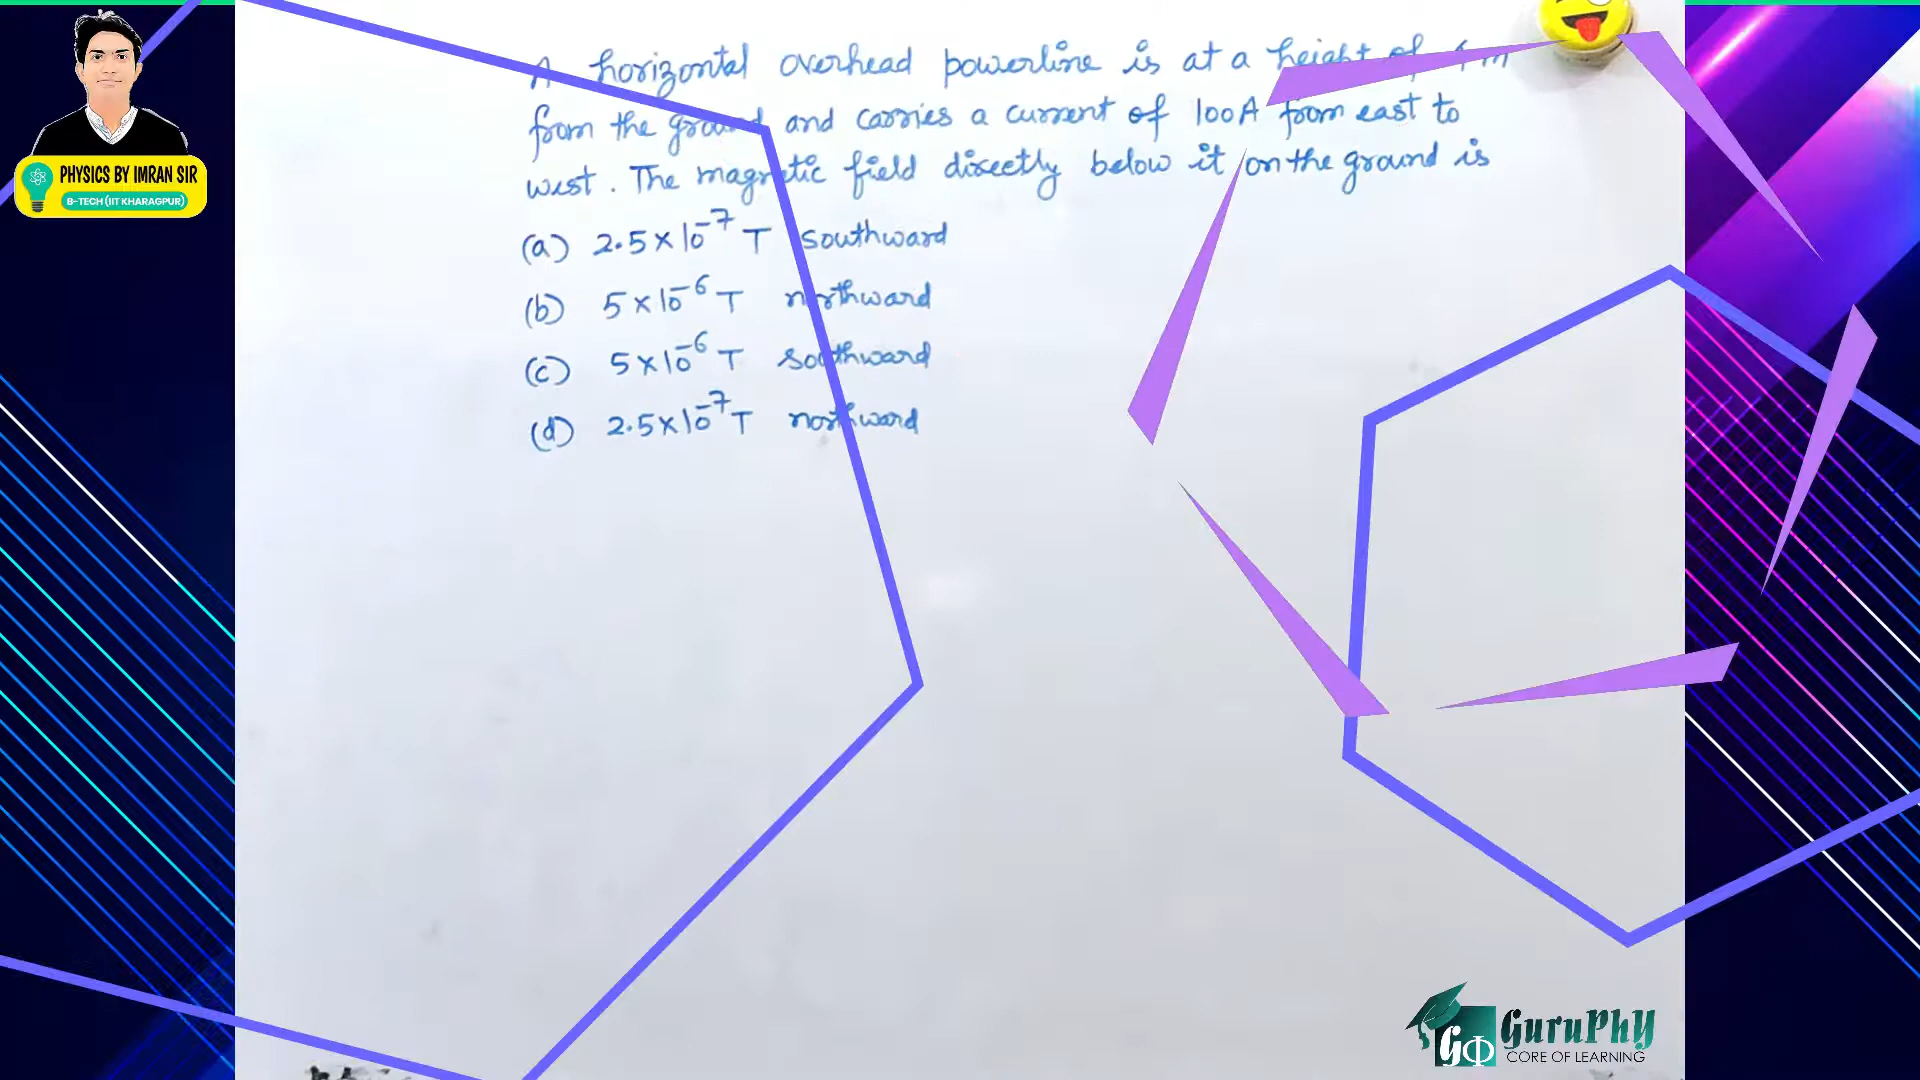 A horizontal overhead powerline is at a height of 4 m
from the ground and carries a current of 100A from east to
west. The magnetic field directly below it on the ground is
(a) 2.5×10⁻⁷ T southward
(b) 5×10⁻⁶ T northward
(c) 5×10⁻⁶ T southward
(d) 2.5×10⁻⁷ T northward
PHYSICS BY IMRAN SIR
B-TECH (IIT KHARAGPUR)
GΦ GuruPhy
CORE OF LEARNING